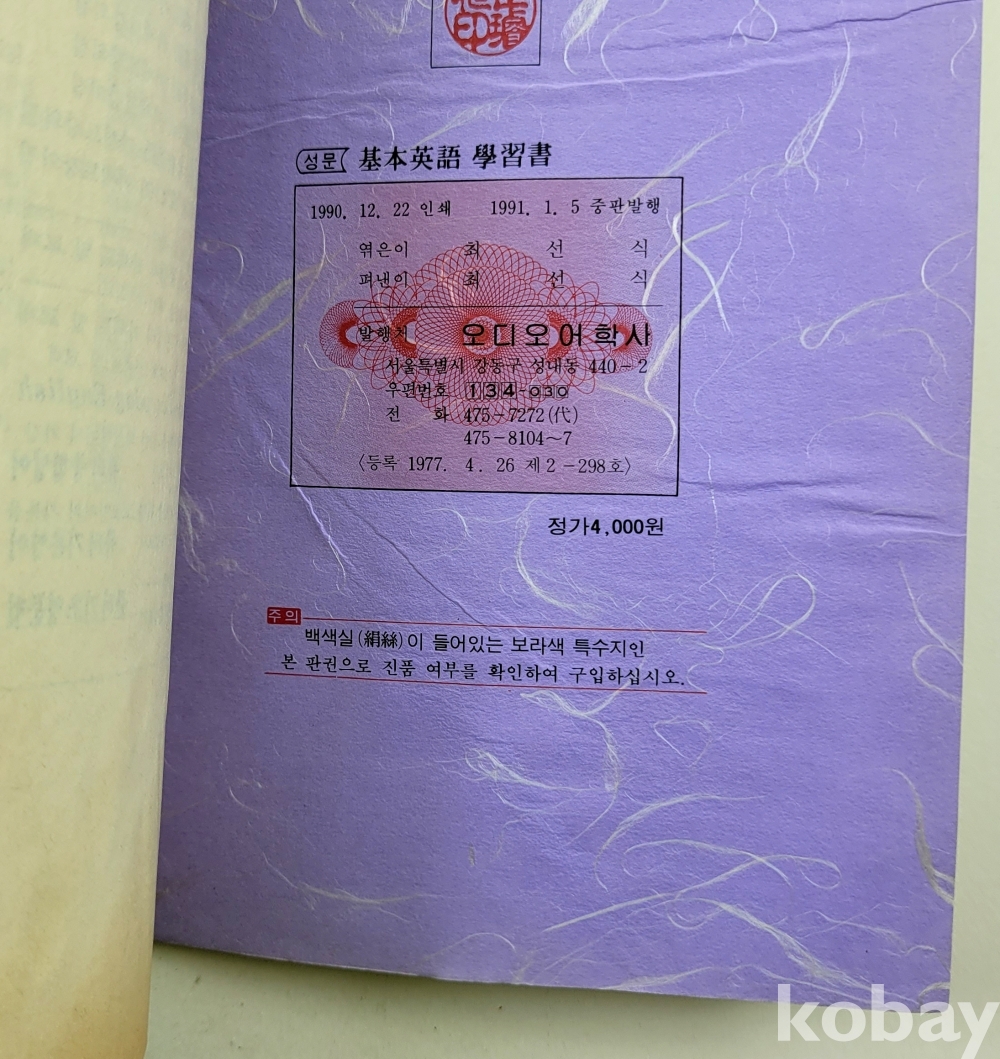 성문 基本英語 學習書
1990. 12. 22 인쇄 1991. 1. 5 중판발행
엮은이 최 선 식
펴낸이 최 선 식
발행처 오디오어학사
서울특별시 강동구 성내동 440-2
우편번호 134-030
전 화 475-7272(代)
475-8104~7
〈등록 1977. 4. 26 제2-298호〉
정가4,000원
주의
백색실(絹絲)이 들어있는 보라색 특수지인
본 판권으로 진품 여부를 확인하여 구입하십시오.
kobay